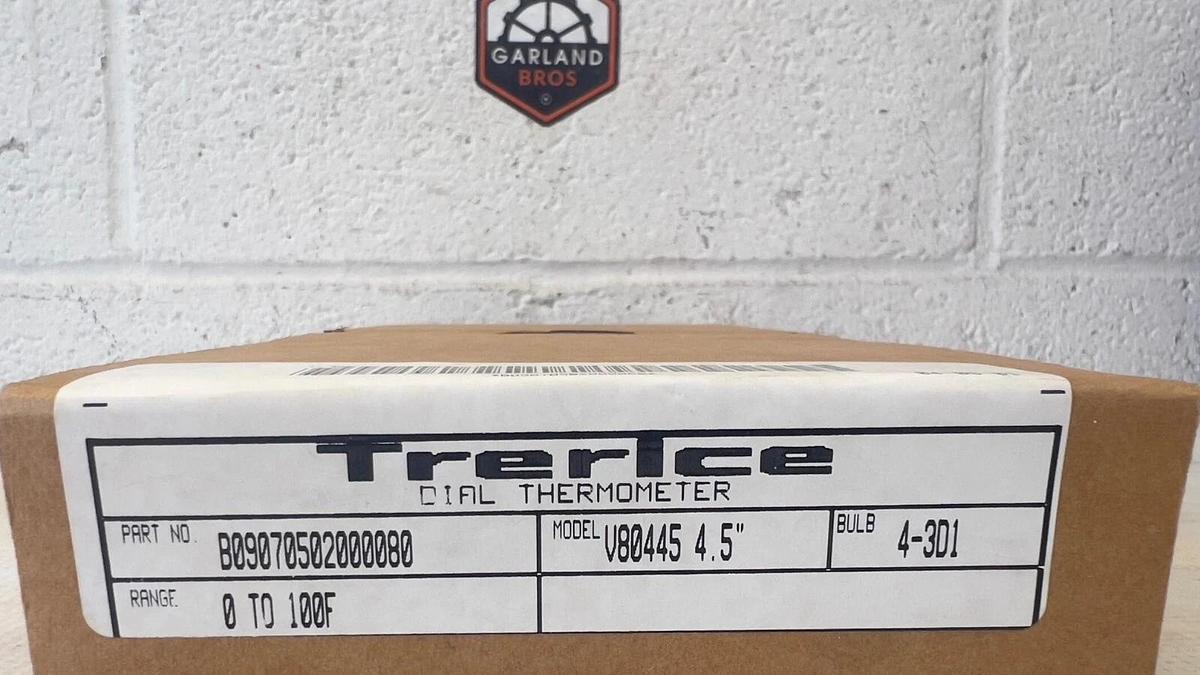 GARLAND
BROS
Trerice
DIAL THERMOMETER
PART NO. B09070502000080
MODEL V80445 4.5"
BULB 4-3D1
RANGE 0 TO 100F